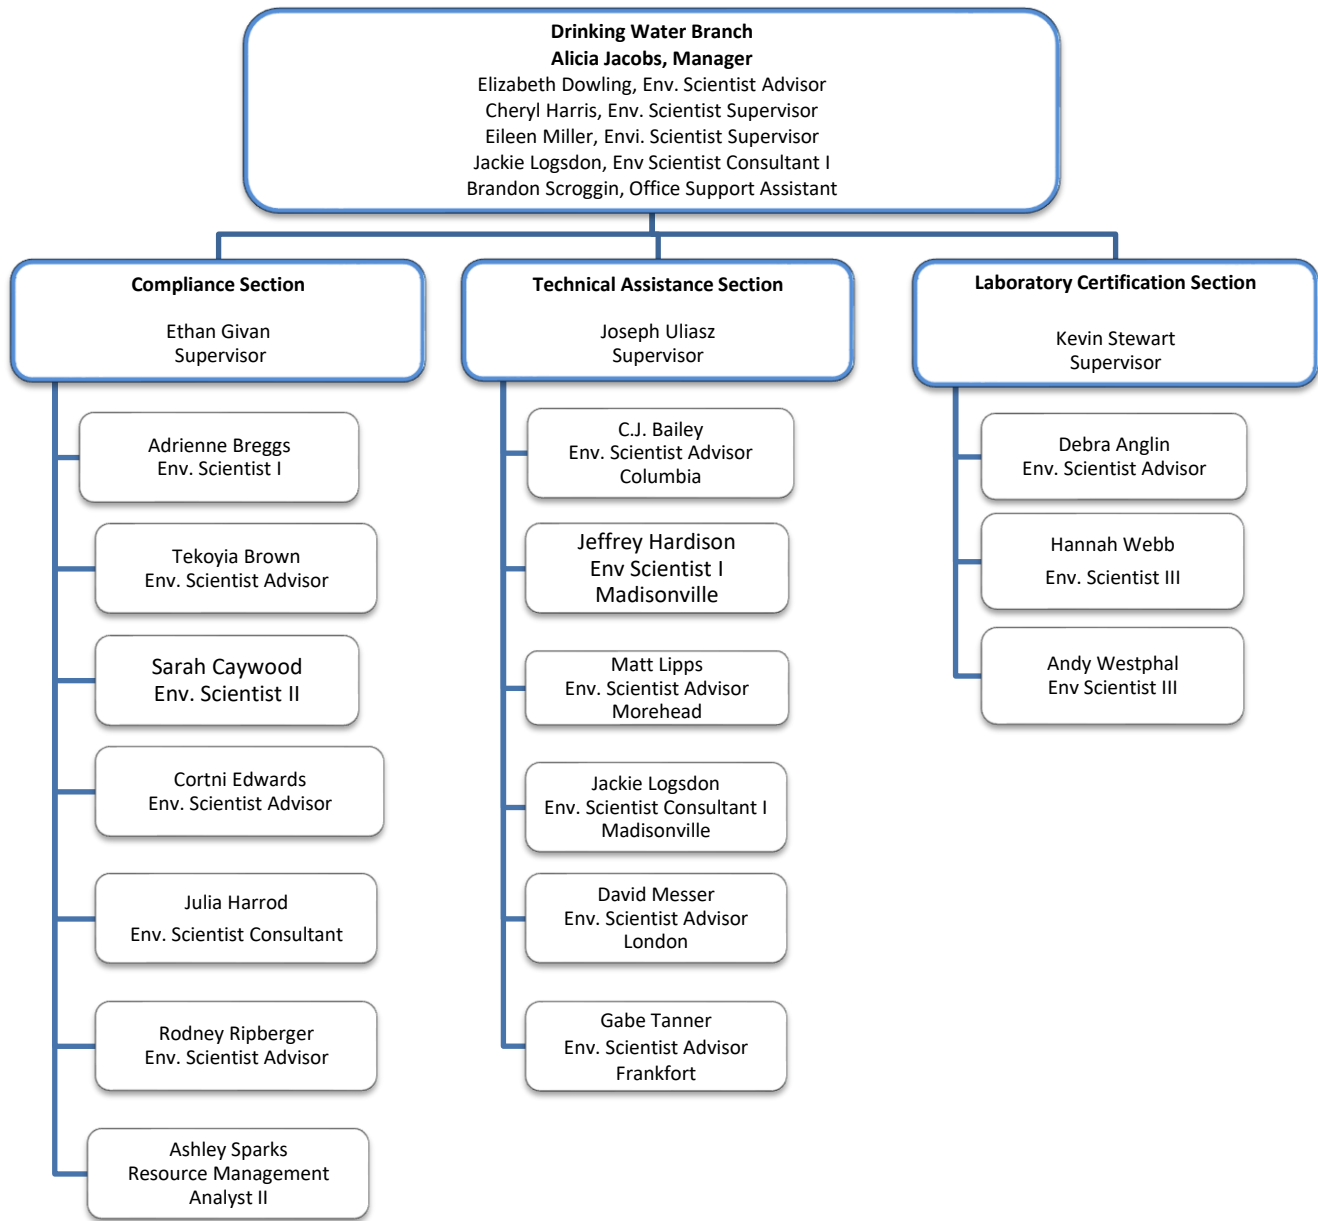 Drinking Water Branch
Alicia Jacobs, Manager
Elizabeth Dowling, Env. Scientist Advisor
Cheryl Harris, Env. Scientist Supervisor
Eileen Miller, Envi. Scientist Supervisor
Jackie Logsdon, Env Scientist Consultant I
Brandon Scroggin, Office Support Assistant
Compliance Section
Ethan Givan
Supervisor
Adrienne Breggs
Env. Scientist I
Tekoyia Brown
Env. Scientist Advisor
Sarah Caywood
Env. Scientist II
Cortni Edwards
Env. Scientist Advisor
Julia Harrod
Env. Scientist Consultant
Rodney Ripberger
Env. Scientist Advisor
Ashley Sparks
Resource Management
Analyst II
Technical Assistance Section
Joseph Uliasz
Supervisor
C.J. Bailey
Env. Scientist Advisor
Columbia
Jeffrey Hardison
Env Scientist I
Madisonville
Matt Lipps
Env. Scientist Advisor
Morehead
Jackie Logsdon
Env. Scientist Consultant I
Madisonville
David Messer
Env. Scientist Advisor
London
Gabe Tanner
Env. Scientist Advisor
Frankfort
Laboratory Certification Section
Kevin Stewart
Supervisor
Debra Anglin
Env. Scientist Advisor
Hannah Webb
Env. Scientist III
Andy Westphal
Env Scientist III